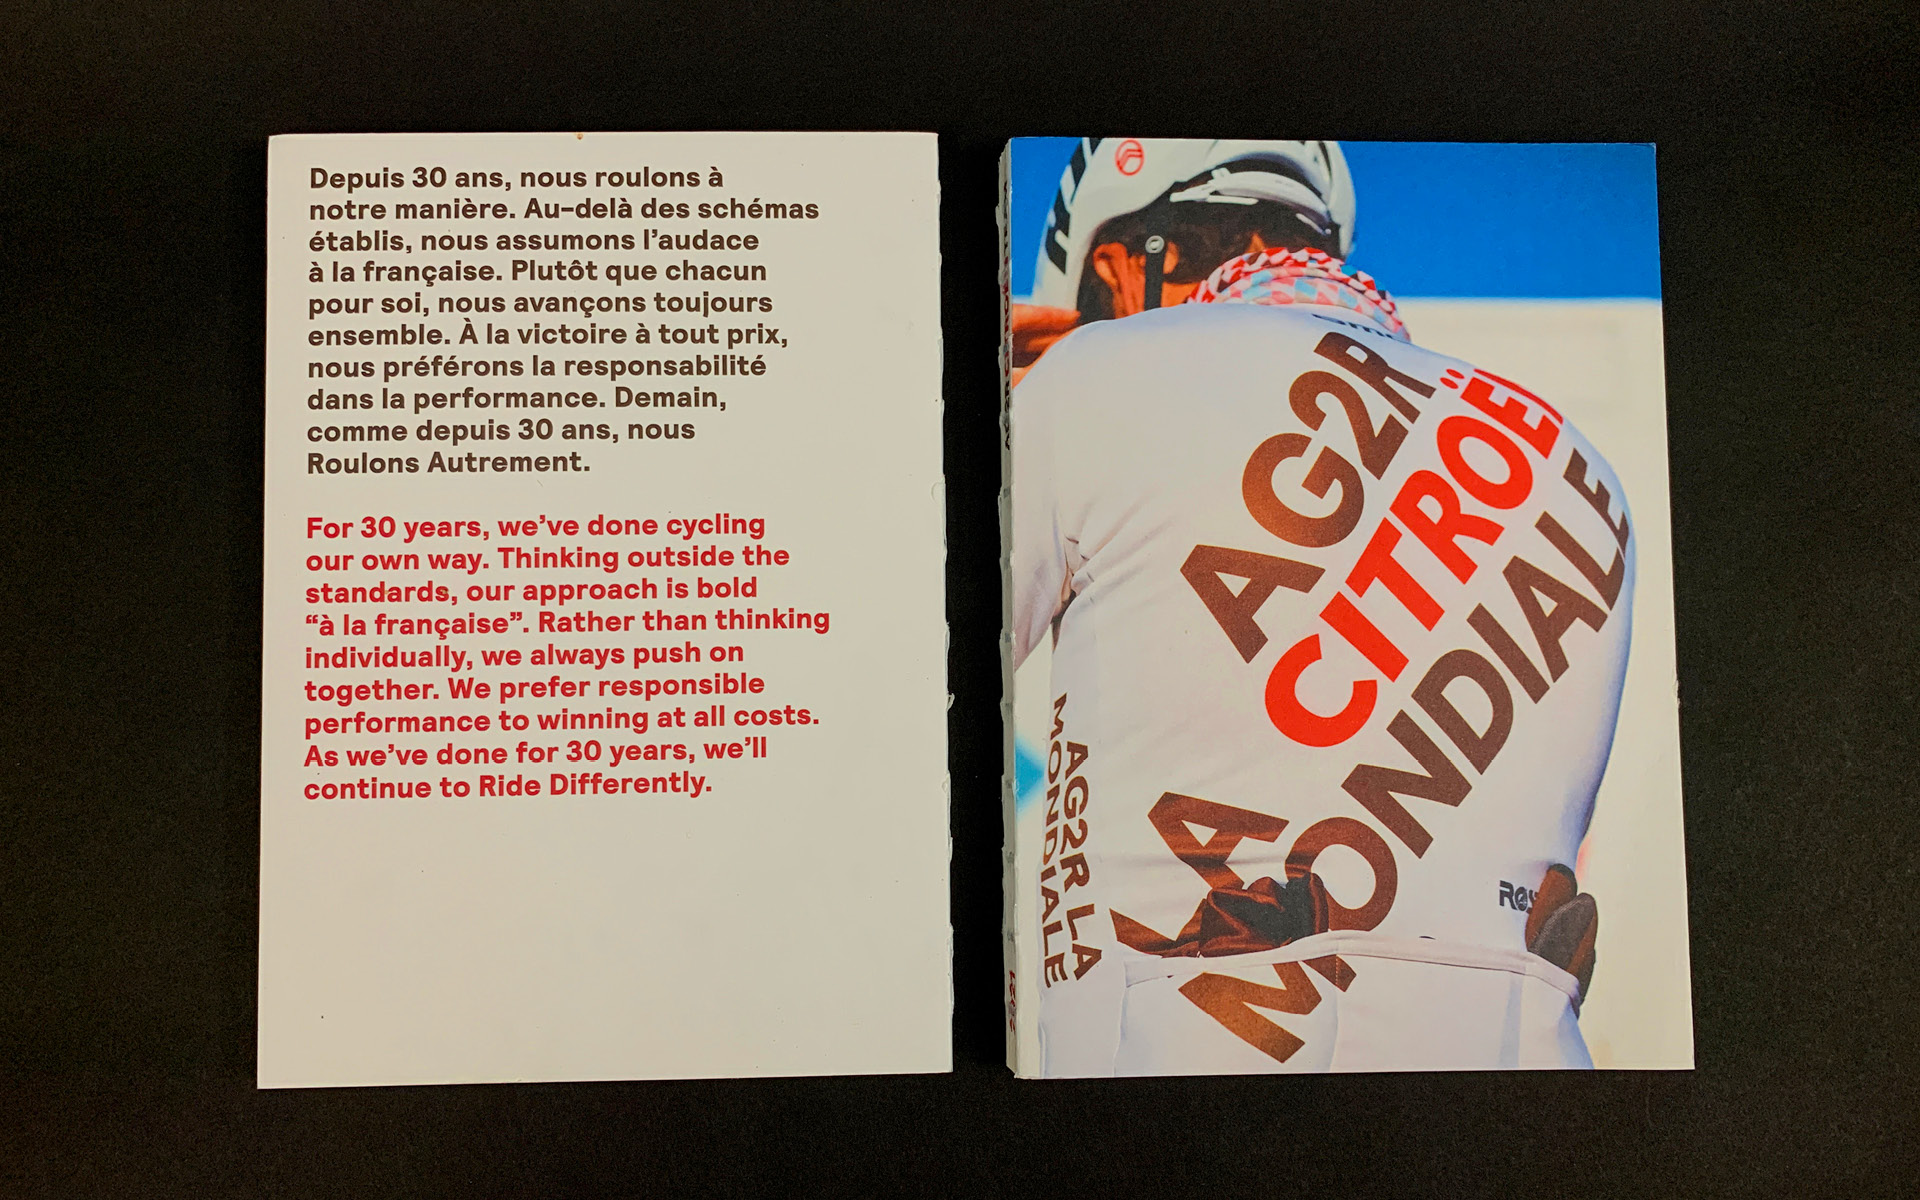 Depuis 30 ans, nous roulons à
notre manière. Au-delà des schémas
établis, nous assumons l’audace
à la française. Plutôt que chacun
pour soi, nous avançons toujours
ensemble. À la victoire à tout prix,
nous préférons la responsabilité
dans la performance. Demain,
comme depuis 30 ans, nous
Roulons Autrement.
For 30 years, we’ve done cycling
our own way. Thinking outside the
standards, our approach is bold
“à la française”. Rather than thinking
individually, we always push on
together. We prefer responsible
performance to winning at all costs.
As we’ve done for 30 years, we’ll
continue to Ride Differently.
AG2R
CITROËN
LA
MONDIALE
AG2R LA
MONDIALE